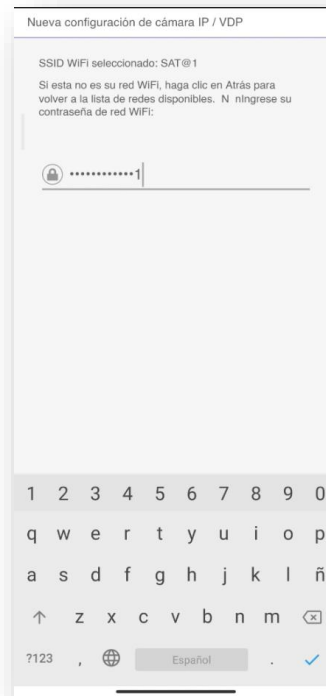 Nueva configuración de cámara IP / VDP
SSID WiFi seleccionado: SAT@1
Si esta no es su red WiFi, haga clic en Atrás para
volver a la lista de redes disponibles. N nIngrese su
contraseña de red WiFi:
••••••••••••1
1 2 3 4 5 6 7 8 9 0
q w e r t y u i o p
a s d f g h j k l ñ
z x c v b n m
?123 , Español .